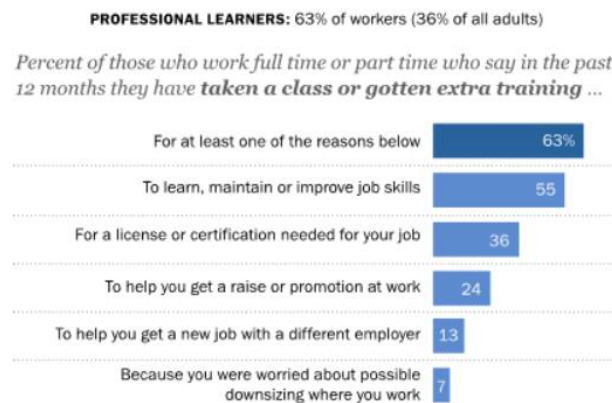 PROFESSIONAL LEARNERS: 63% of workers (36% of all adults)
Percent of those who work full time or part time who say in the past
12 months they have taken a class or gotten extra training ...
For at least one of the reasons below 63%
To learn, maintain or improve job skills 55
For a license or certification needed for your job 36
To help you get a raise or promotion at work 24
To help you get a new job with a different employer 13
Because you were worried about possible
downsizing where you work 7